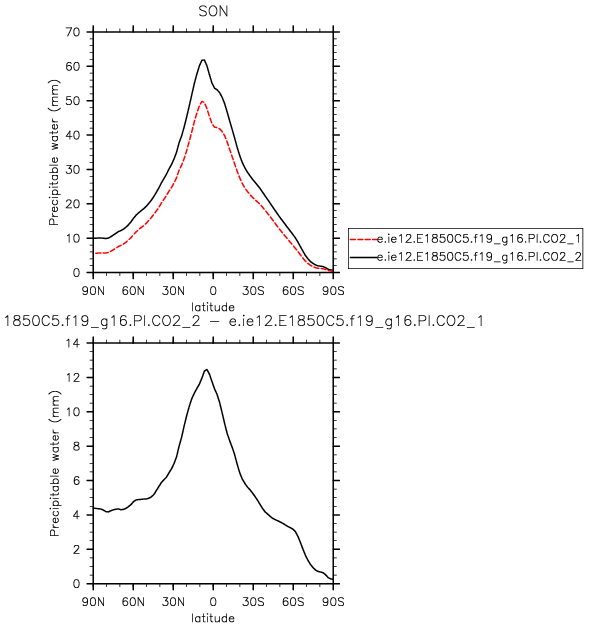 SON
70
60
50
40
30
20
10
0
Precipitable water (mm)
90N 60N 30N 0 30S 60S 90S
latitude
e.ie12.E1850C5.f19_g16.PI.CO2_1
e.ie12.E1850C5.f19_g16.PI.CO2_2
1850C5.f19_g16.PI.CO2_2 − e.ie12.E1850C5.f19_g16.PI.CO2_1
14
12
10
8
6
4
2
0
Precipitable water (mm)
90N 60N 30N 0 30S 60S 90S
latitude